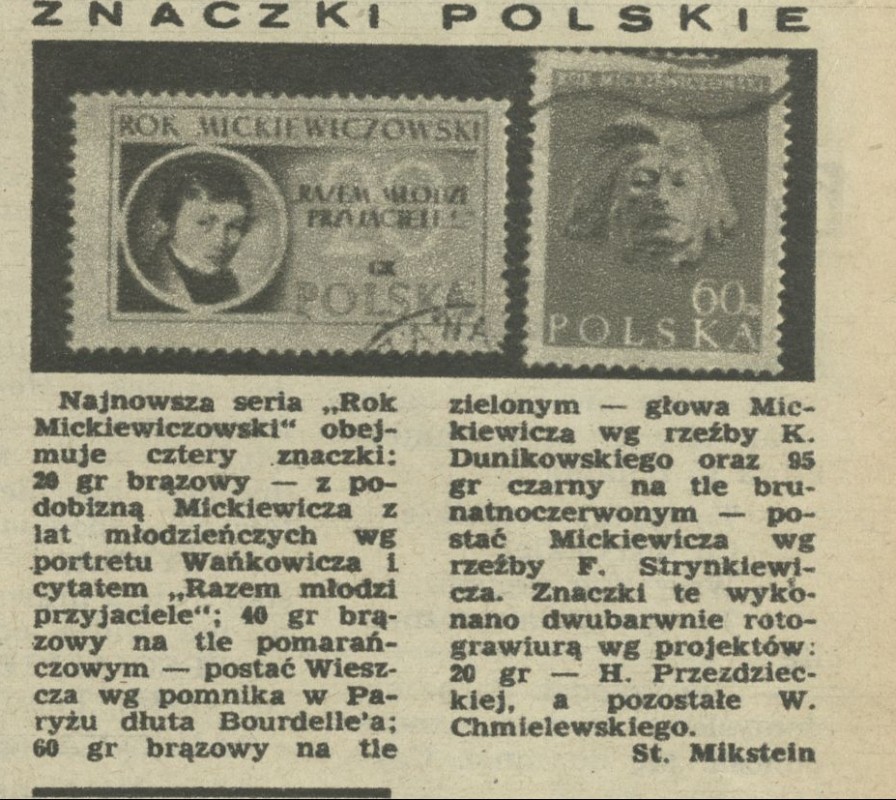 ZNACZKI POLSKIE
ROK MICKIEWICZOWSKI
RAZEM MŁODZI
PRZYJACIELE
20
GR
POLSKA
ROK MICKIEWICZOWSKI
60
POLSKA
Najnowsza seria „Rok
Mickiewiczowski“ obej-
muje cztery znaczki:
20 gr brązowy — z po-
dobizną Mickiewicza z
lat młodzieńczych wg
portretu Wańkowicza i
cytatem „Razem młodzi
przyjaciele“; 40 gr brą-
zowy na tle pomarań-
czowym — postać Wiesz-
cza wg pomnika w Pa-
ryżu dłuta Bourdelle'a;
60 gr brązowy na tle
zielonym — głowa Mic-
kiewicza wg rzeźby K.
Dunikowskiego oraz 95
gr czarny na tle bru-
natnoczerwonym — po-
stać Mickiewicza wg
rzeźby F. Strynkiewi-
cza. Znaczki te wyko-
nano dwubarwnie roto-
grawiurą wg projektów:
20 gr — H. Przezdziec-
kiej, a pozostałe W.
Chmielewskiego.
St. Mikstein